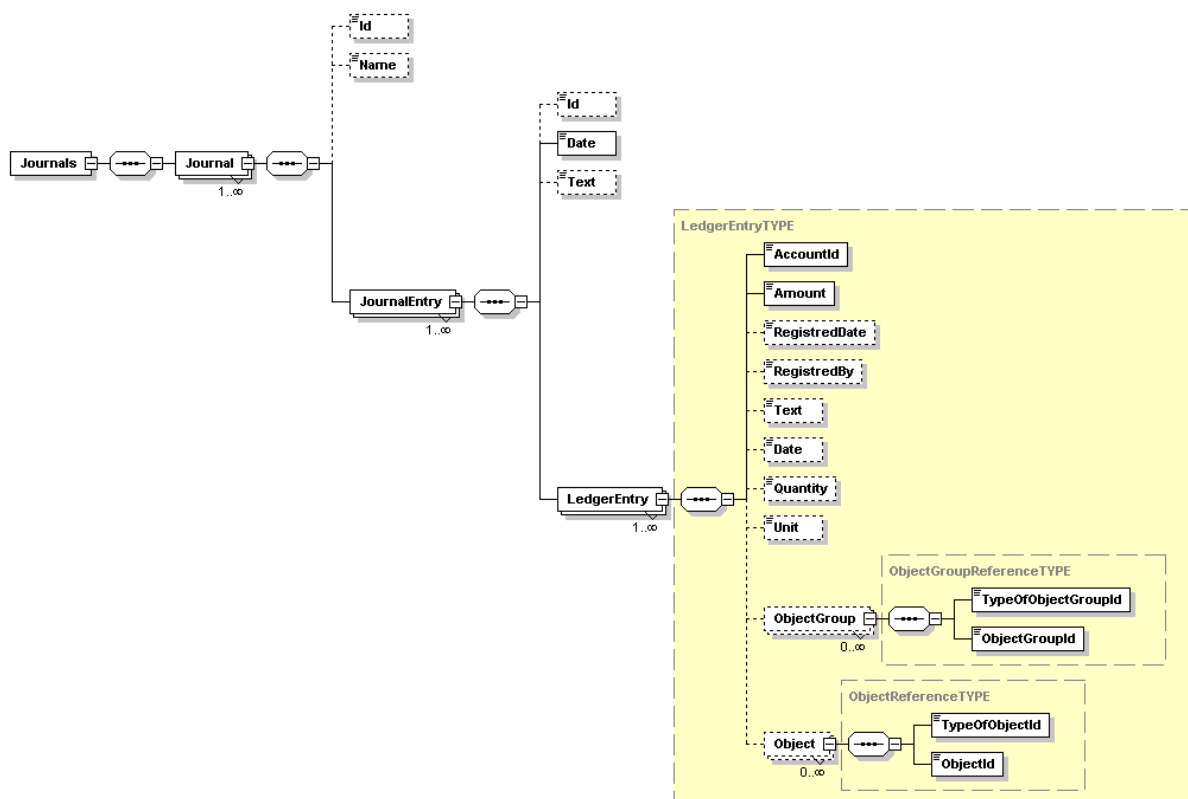 Id
Name
Journals
Journal
1..∞
JournalEntry
1..∞
Id
Date
Text
LedgerEntry
1..∞
LedgerEntryTYPE
AccountId
Amount
RegistredDate
RegistredBy
Text
Date
Quantity
Unit
ObjectGroup
0..∞
ObjectGroupReferenceTYPE
TypeOfObjectGroupId
ObjectGroupId
Object
0..∞
ObjectReferenceTYPE
TypeOfObjectId
ObjectId